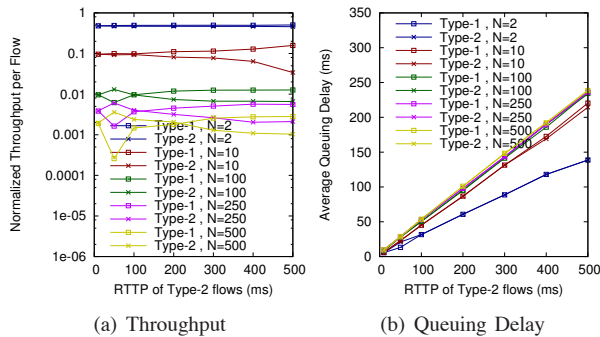 Normalized Throughput per Flow
1
0.1
0.01
0.001
0.0001
1e-05
1e-06
Type-1 , N=2
Type-2 , N=2
Type-1 , N=10
Type-2 , N=10
Type-1 , N=100
Type-2 , N=100
Type-1 , N=250
Type-2 , N=250
Type-1 , N=500
Type-2 , N=500
0 100 200 300 400 500
RTTP of Type-2 flows (ms)
(a) Throughput
Average Queuing Delay (ms)
350
300
250
200
150
100
50
0
Type-1 , N=2
Type-2 , N=2
Type-1 , N=10
Type-2 , N=10
Type-1 , N=100
Type-2 , N=100
Type-1 , N=250
Type-2 , N=250
Type-1 , N=500
Type-2 , N=500
0 100 200 300 400 500
RTTP of Type-2 flows (ms)
(b) Queuing Delay